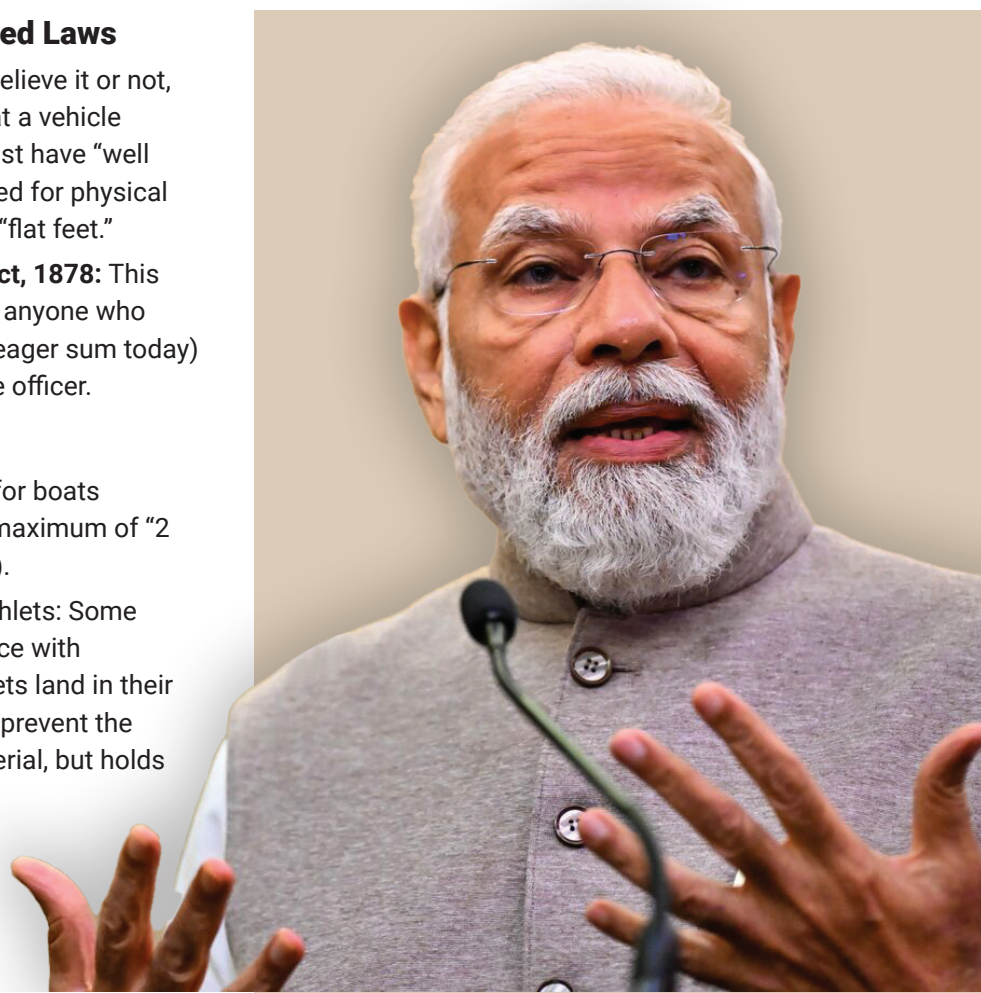 ed Laws
elieve it or not,
at a vehicle
st have “well
ed for physical
“flat feet.”
ct, 1878: This
anyone who
eager sum today)
e officer.
for boats
maximum of “2
).
hlets: Some
ce with
ets land in their
prevent the
erial, but holds